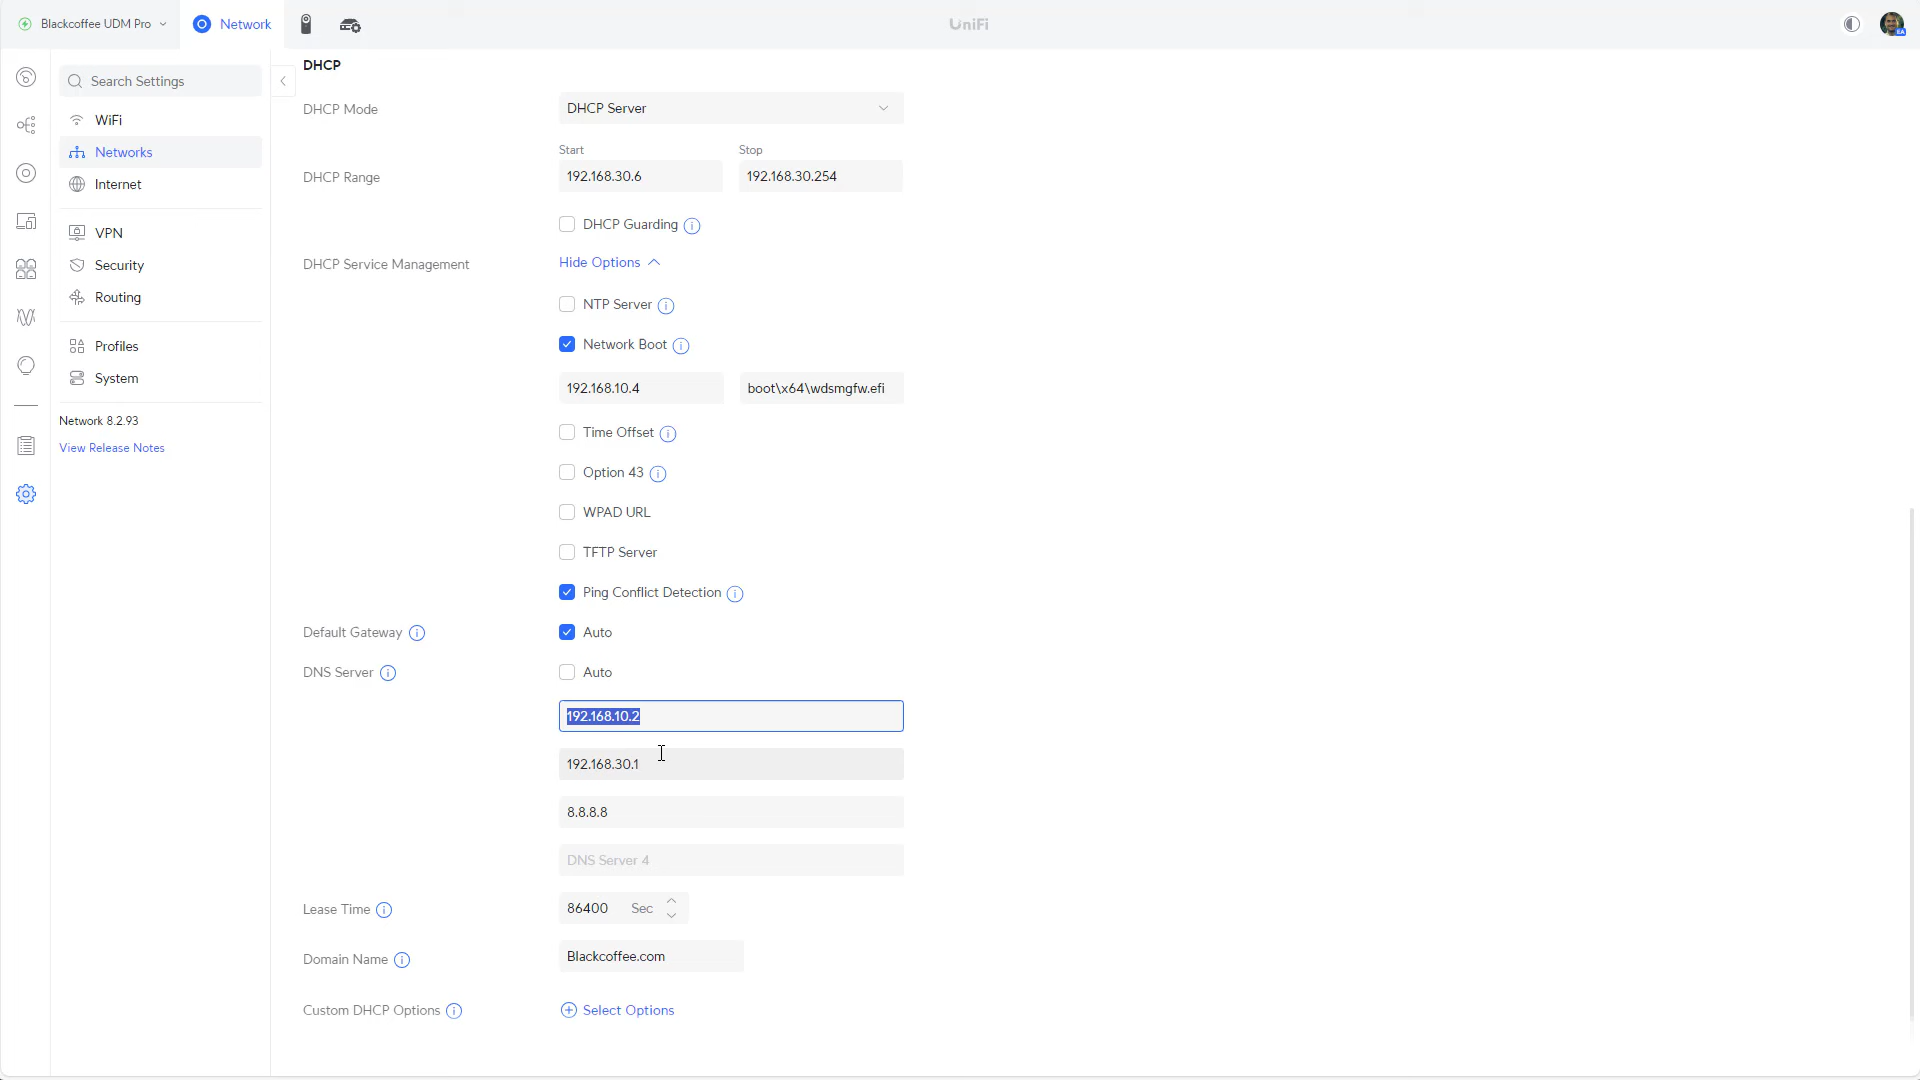 Blackcoffee UDM Pro
Network
UniFi
EA
Search Settings
WiFi
Networks
Internet
VPN
Security
Routing
Profiles
System
Network 8.2.93
View Release Notes
DHCP
DHCP Mode
DHCP Server
Start
Stop
DHCP Range
192.168.30.6
192.168.30.254
DHCP Guarding
DHCP Service Management
Hide Options
NTP Server
Network Boot
192.168.10.4
boot\x64\wdsmgfw.efi
Time Offset
Option 43
WPAD URL
TFTP Server
Ping Conflict Detection
Default Gateway
Auto
DNS Server
Auto
192.168.10.2
192.168.30.1
8.8.8.8
DNS Server 4
Lease Time
86400 Sec
Domain Name
Blackcoffee.com
Custom DHCP Options
Select Options